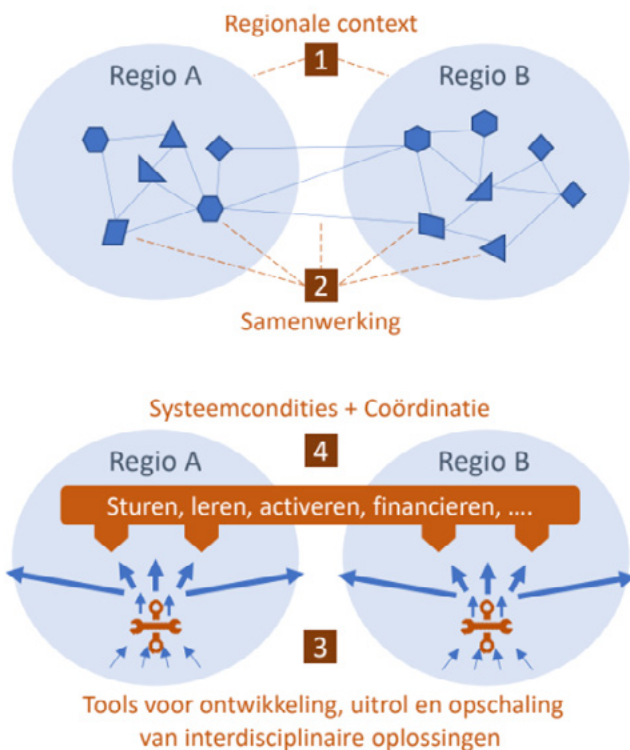 Regionale context
1
Regio A
Regio B
2
Samenwerking
Systeemcondities + Coördinatie
4
Regio A
Regio B
Sturen, leren, activeren, financieren, ....
3
Tools voor ontwikkeling, uitrol en opschaling
van interdisciplinaire oplossingen